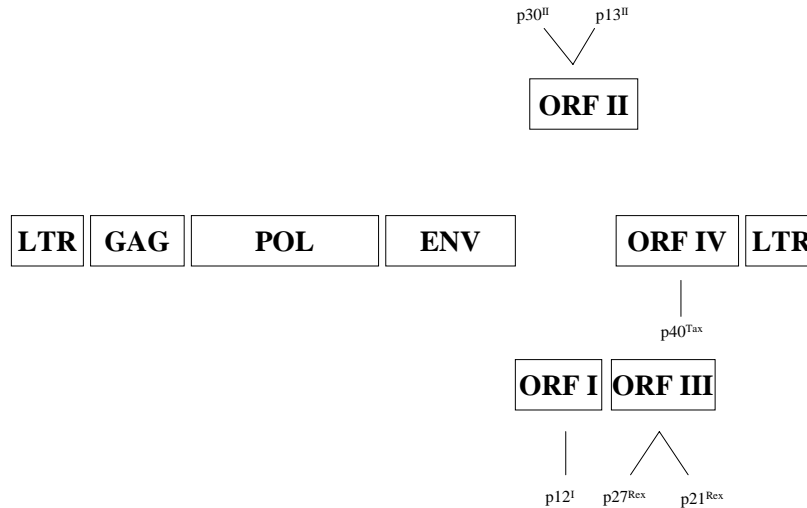 p30ᴵᴵ p13ᴵᴵ
ORF II
LTR GAG POL ENV ORF IV LTR
p40ᵀᵃˣ
ORF I ORF III
p12ᴵ p27ᴿᵉˣ p21ᴿᵉˣ